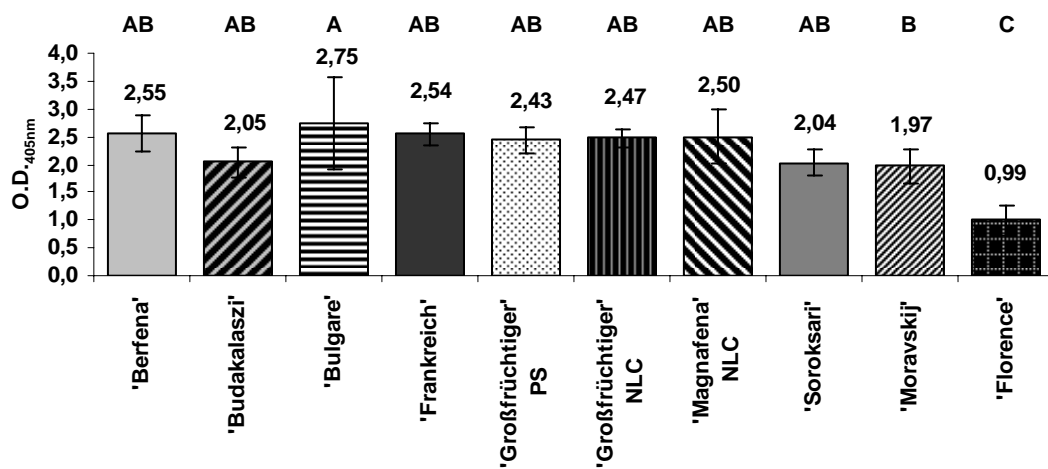 AB AB A AB AB AB AB AB B C
4,0
3,5
3,0
2,5
2,0
1,5
1,0
0,5
0,0
O.D.405nm
2,55 2,05 2,75 2,54 2,43 2,47 2,50 2,04 1,97 0,99
'Berfena'
'Budakalaszi'
'Bulgare'
'Frankreich'
'Großfrüchtiger'
PS
'Großfrüchtiger'
NLC
'Magnafena'
NLC
'Soroksari'
'Moravskij'
'Florence'